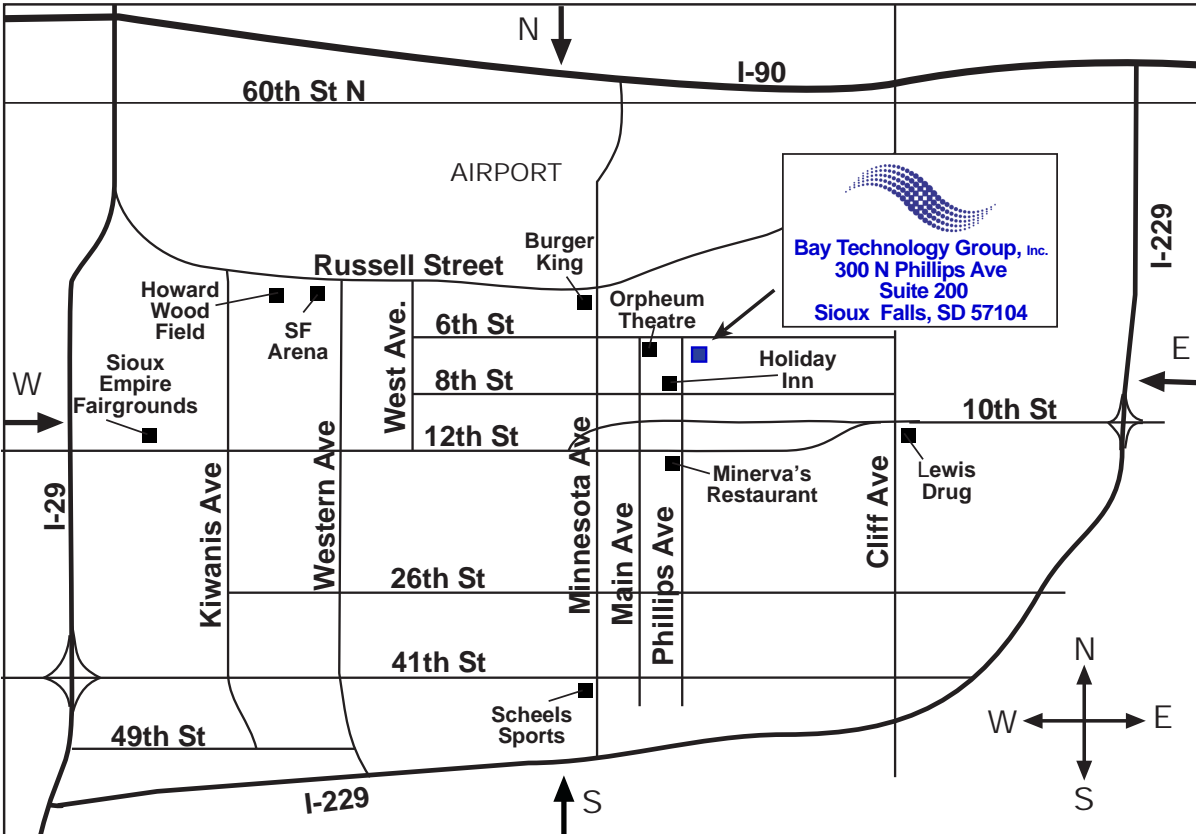 N
I-90
60th St N
AIRPORT
Bay Technology Group, Inc.
300 N Phillips Ave
Suite 200
Sioux Falls, SD 57104
I-229
Burger
King
Russell Street
Howard
Wood
Field
SF
Arena
West Ave.
6th St
Orpheum
Theatre
Holiday
Inn
8th St
E
W
Sioux
Empire
Fairgrounds
10th St
12th St
Minerva's
Restaurant
Lewis
Drug
I-29
Kiwanis Ave
Western Ave
Minnesota Ave
Main Ave
Phillips Ave
Cliff Ave
26th St
41th St
Scheels
Sports
49th St
I-229
S
N
W
E
S